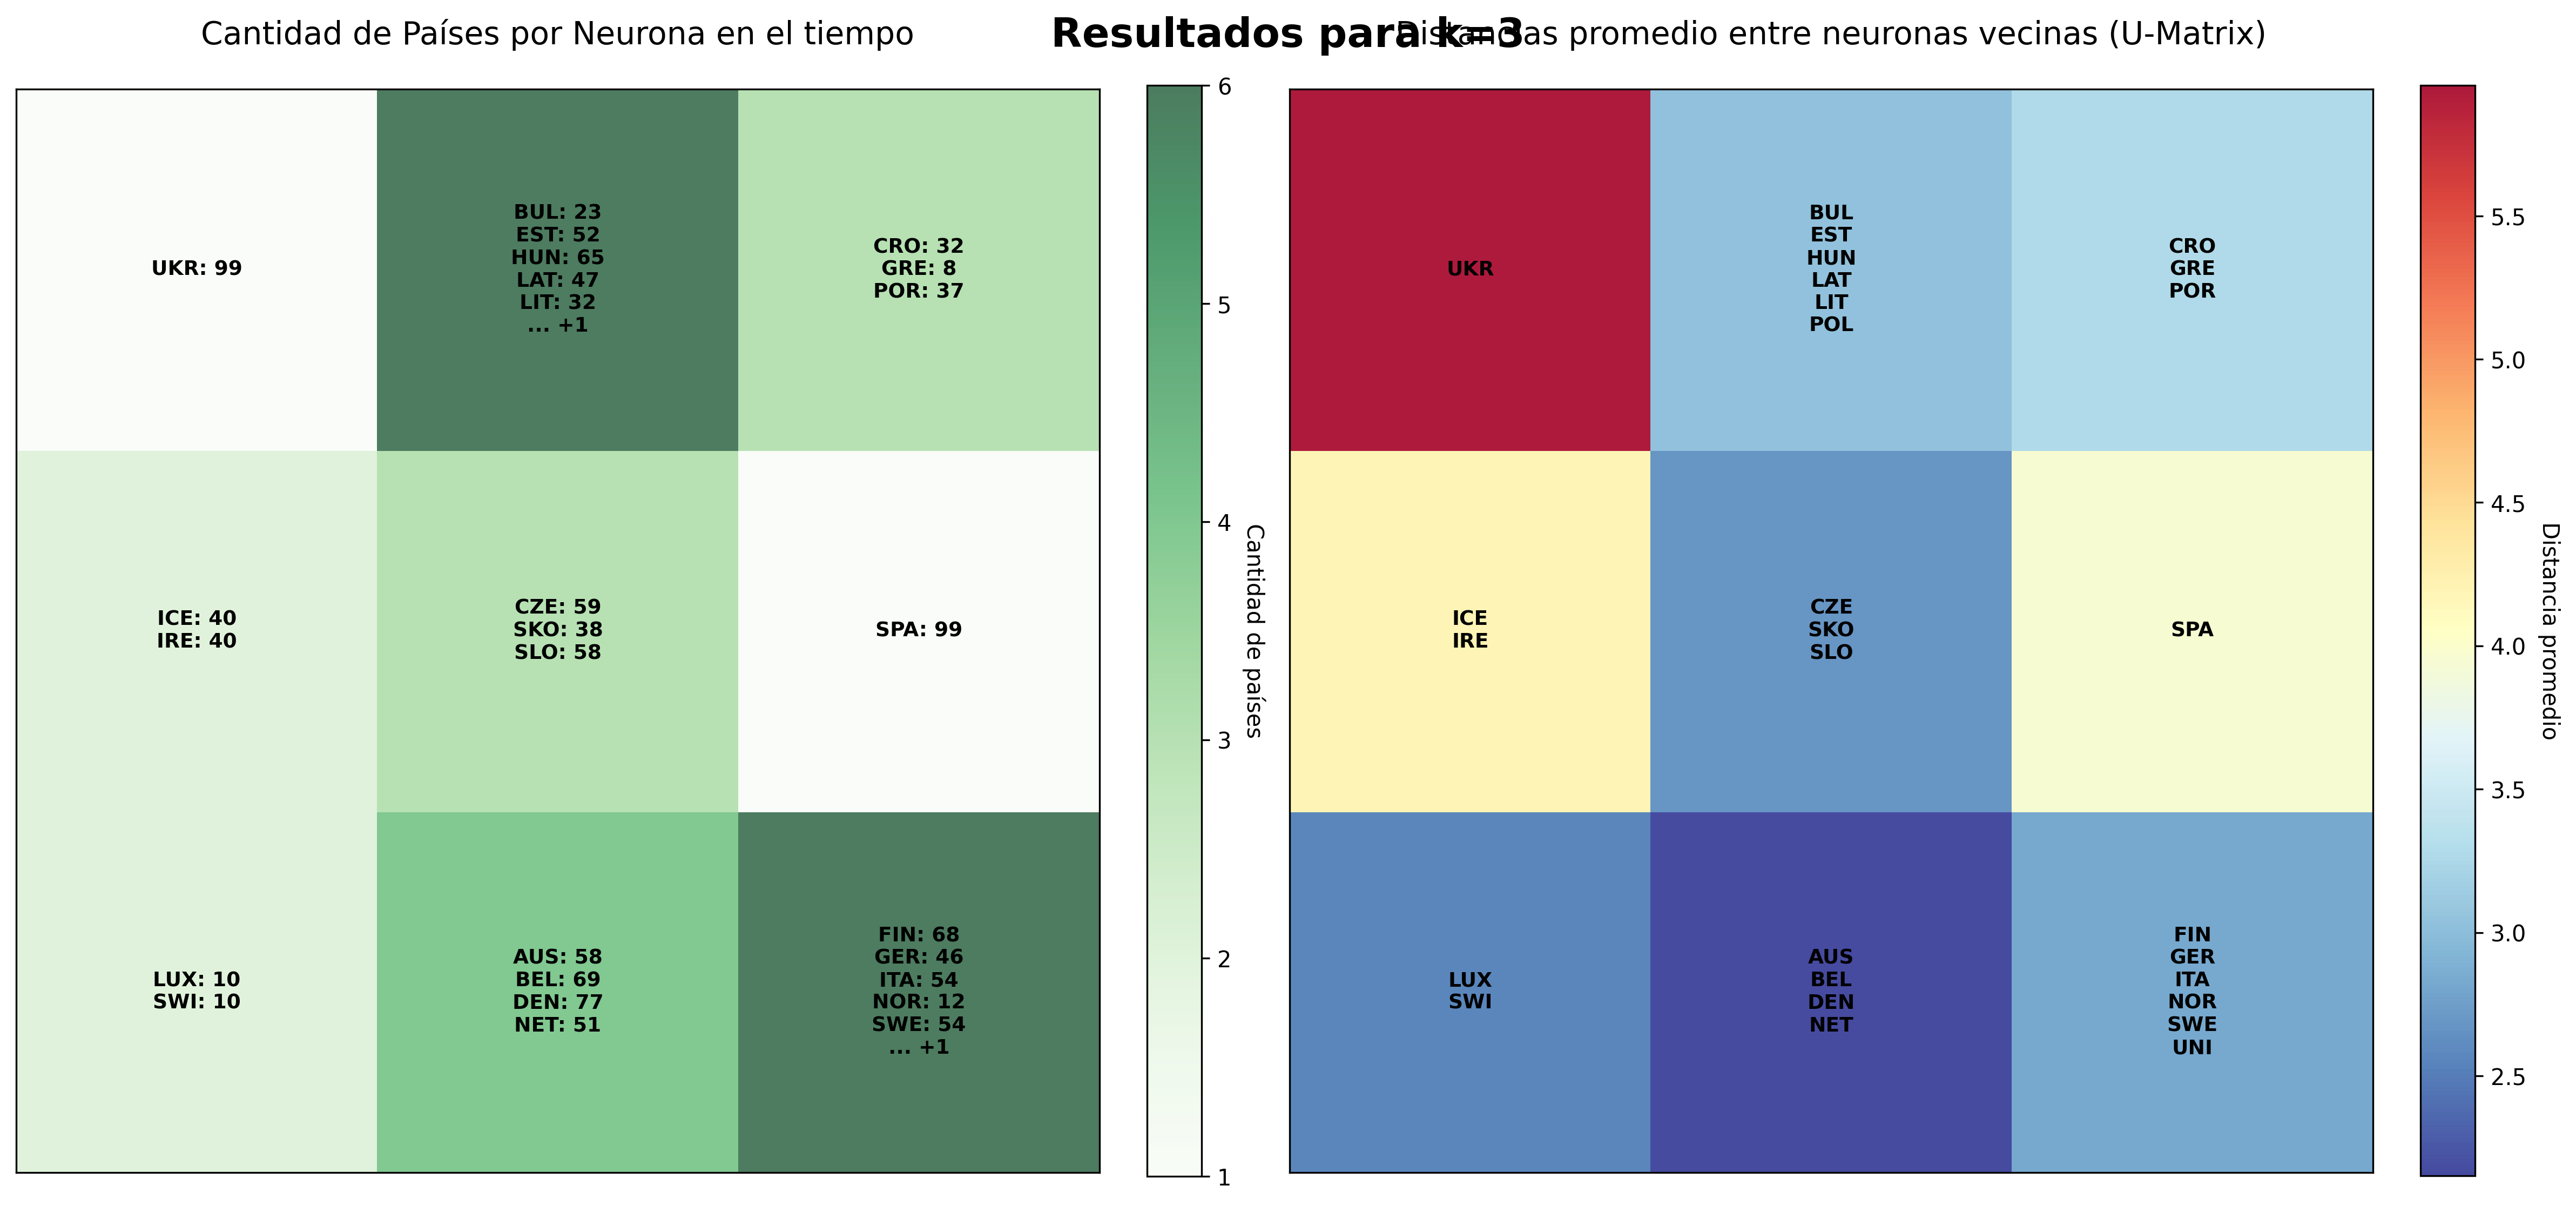 Resultados para k=3
Cantidad de Países por Neurona en el tiempo
UKR: 99
BUL: 23
EST: 52
HUN: 65
LAT: 47
LIT: 32
... +1
CRO: 32
GRE: 8
POR: 37
ICE: 40
IRE: 40
CZE: 59
SKO: 38
SLO: 58
SPA: 99
LUX: 10
SWI: 10
AUS: 58
BEL: 69
DEN: 77
NET: 51
FIN: 68
GER: 46
ITA: 54
NOR: 12
SWE: 54
... +1
6
5
4
3
2
1
Cantidad de países
Distancias promedio entre neuronas vecinas (U-Matrix)
UKR
BUL
EST
HUN
LAT
LIT
POL
CRO
GRE
POR
ICE
IRE
CZE
SKO
SLO
SPA
LUX
SWI
AUS
BEL
DEN
NET
FIN
GER
ITA
NOR
SWE
UNI
5.5
5.0
4.5
4.0
3.5
3.0
2.5
Distancia promedio